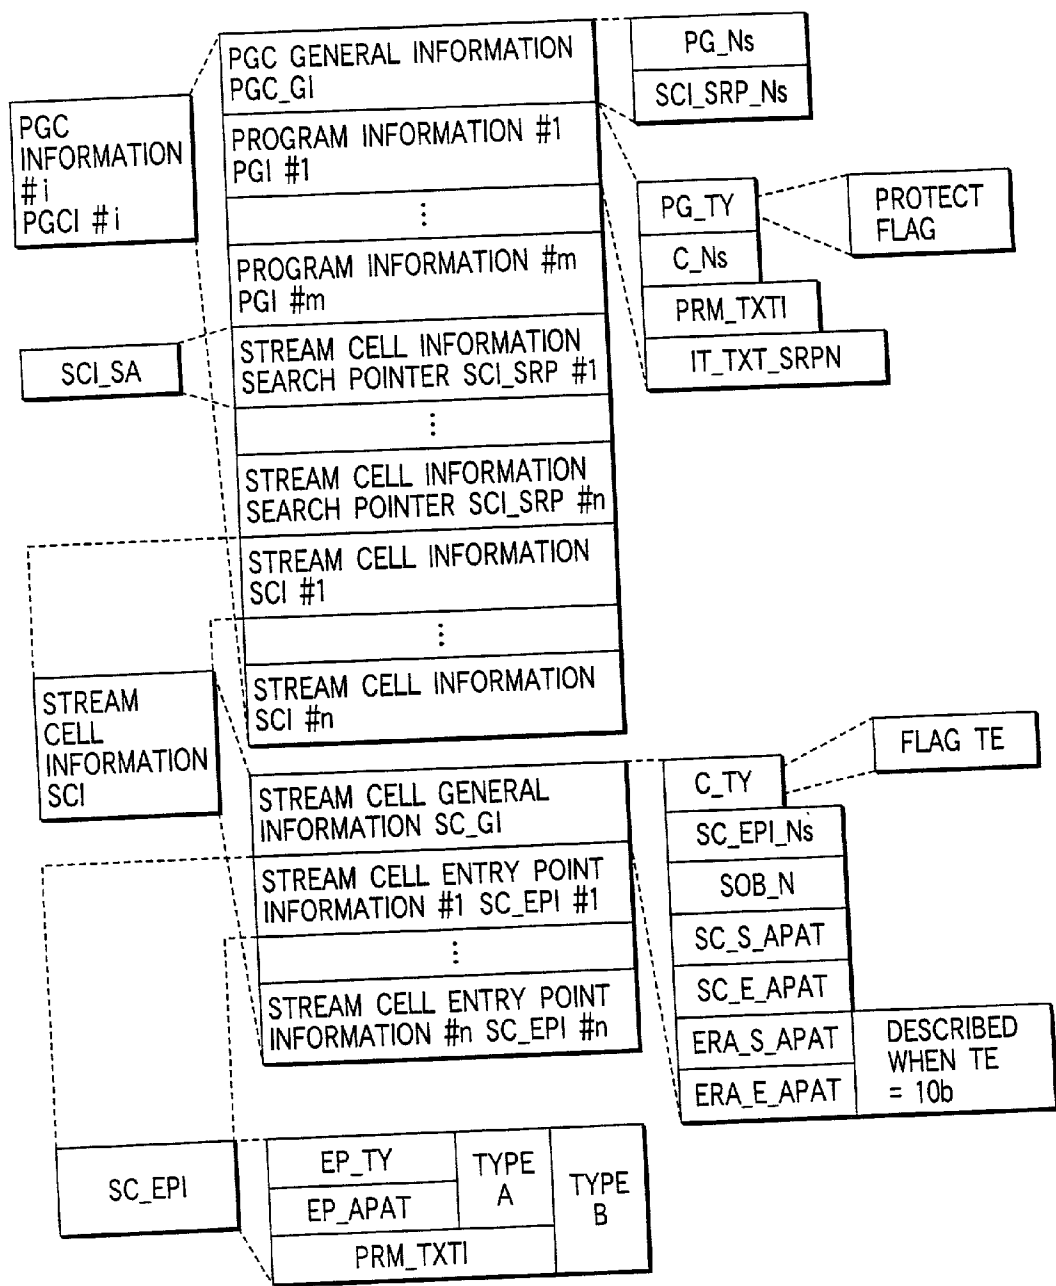 PGC
INFORMATION
#i
PGCI #i
PGC GENERAL INFORMATION
PGC_GI
PROGRAM INFORMATION #1
PGI #1
⋮
PROGRAM INFORMATION #m
PGI #m
STREAM CELL INFORMATION
SEARCH POINTER SCI_SRP #1
⋮
STREAM CELL INFORMATION
SEARCH POINTER SCI_SRP #n
STREAM CELL INFORMATION
SCI #1
⋮
STREAM CELL INFORMATION
SCI #n
PG_Ns
SCI_SRP_Ns
PG_TY
C_Ns
PRM_TXTI
IT_TXT_SRPN
PROTECT
FLAG
SCI_SA
STREAM
CELL
INFORMATION
SCI
STREAM CELL GENERAL
INFORMATION SC_GI
STREAM CELL ENTRY POINT
INFORMATION #1 SC_EPI #1
⋮
STREAM CELL ENTRY POINT
INFORMATION #n SC_EPI #n
C_TY
SC_EPI_Ns
SOB_N
SC_S_APAT
SC_E_APAT
ERA_S_APAT
ERA_E_APAT
FLAG TE
DESCRIBED
WHEN TE
= 10b
SC_EPI
EP_TY
EP_APAT
PRM_TXTI
TYPE
A
TYPE
B